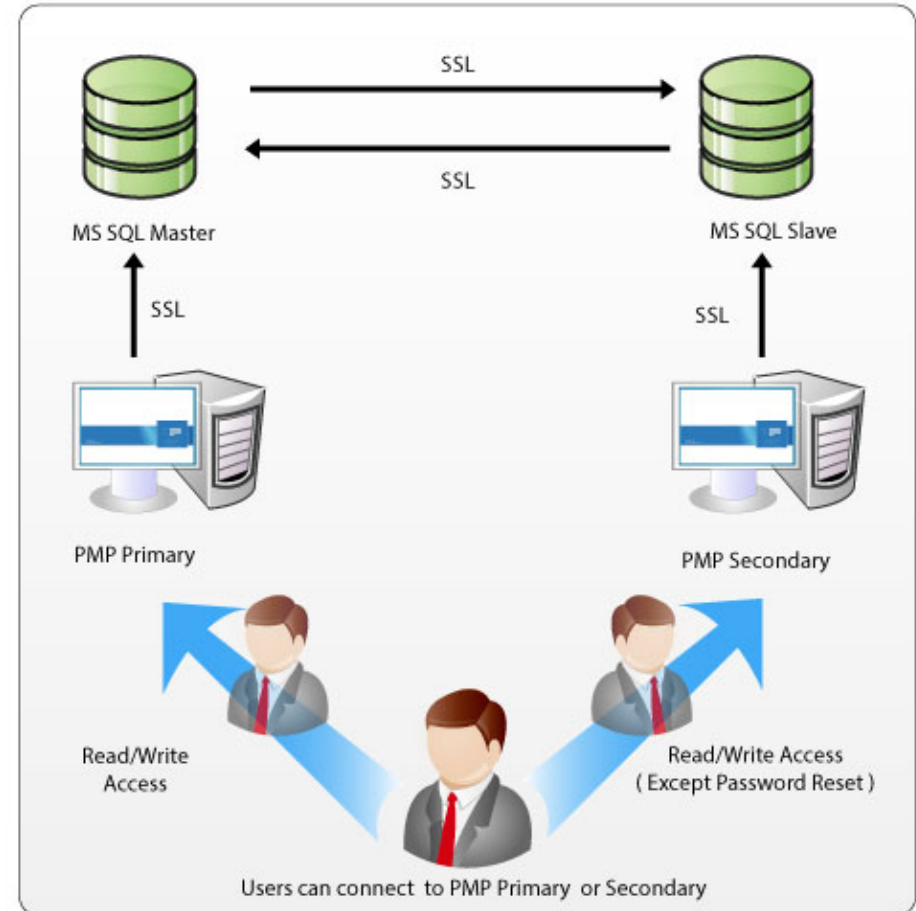 SSL
SSL
MS SQL Master
MS SQL Slave
SSL
SSL
PMP Primary
PMP Secondary
Read/Write
Access
Read/Write Access
( Except Password Reset )
Users can connect to PMP Primary or Secondary